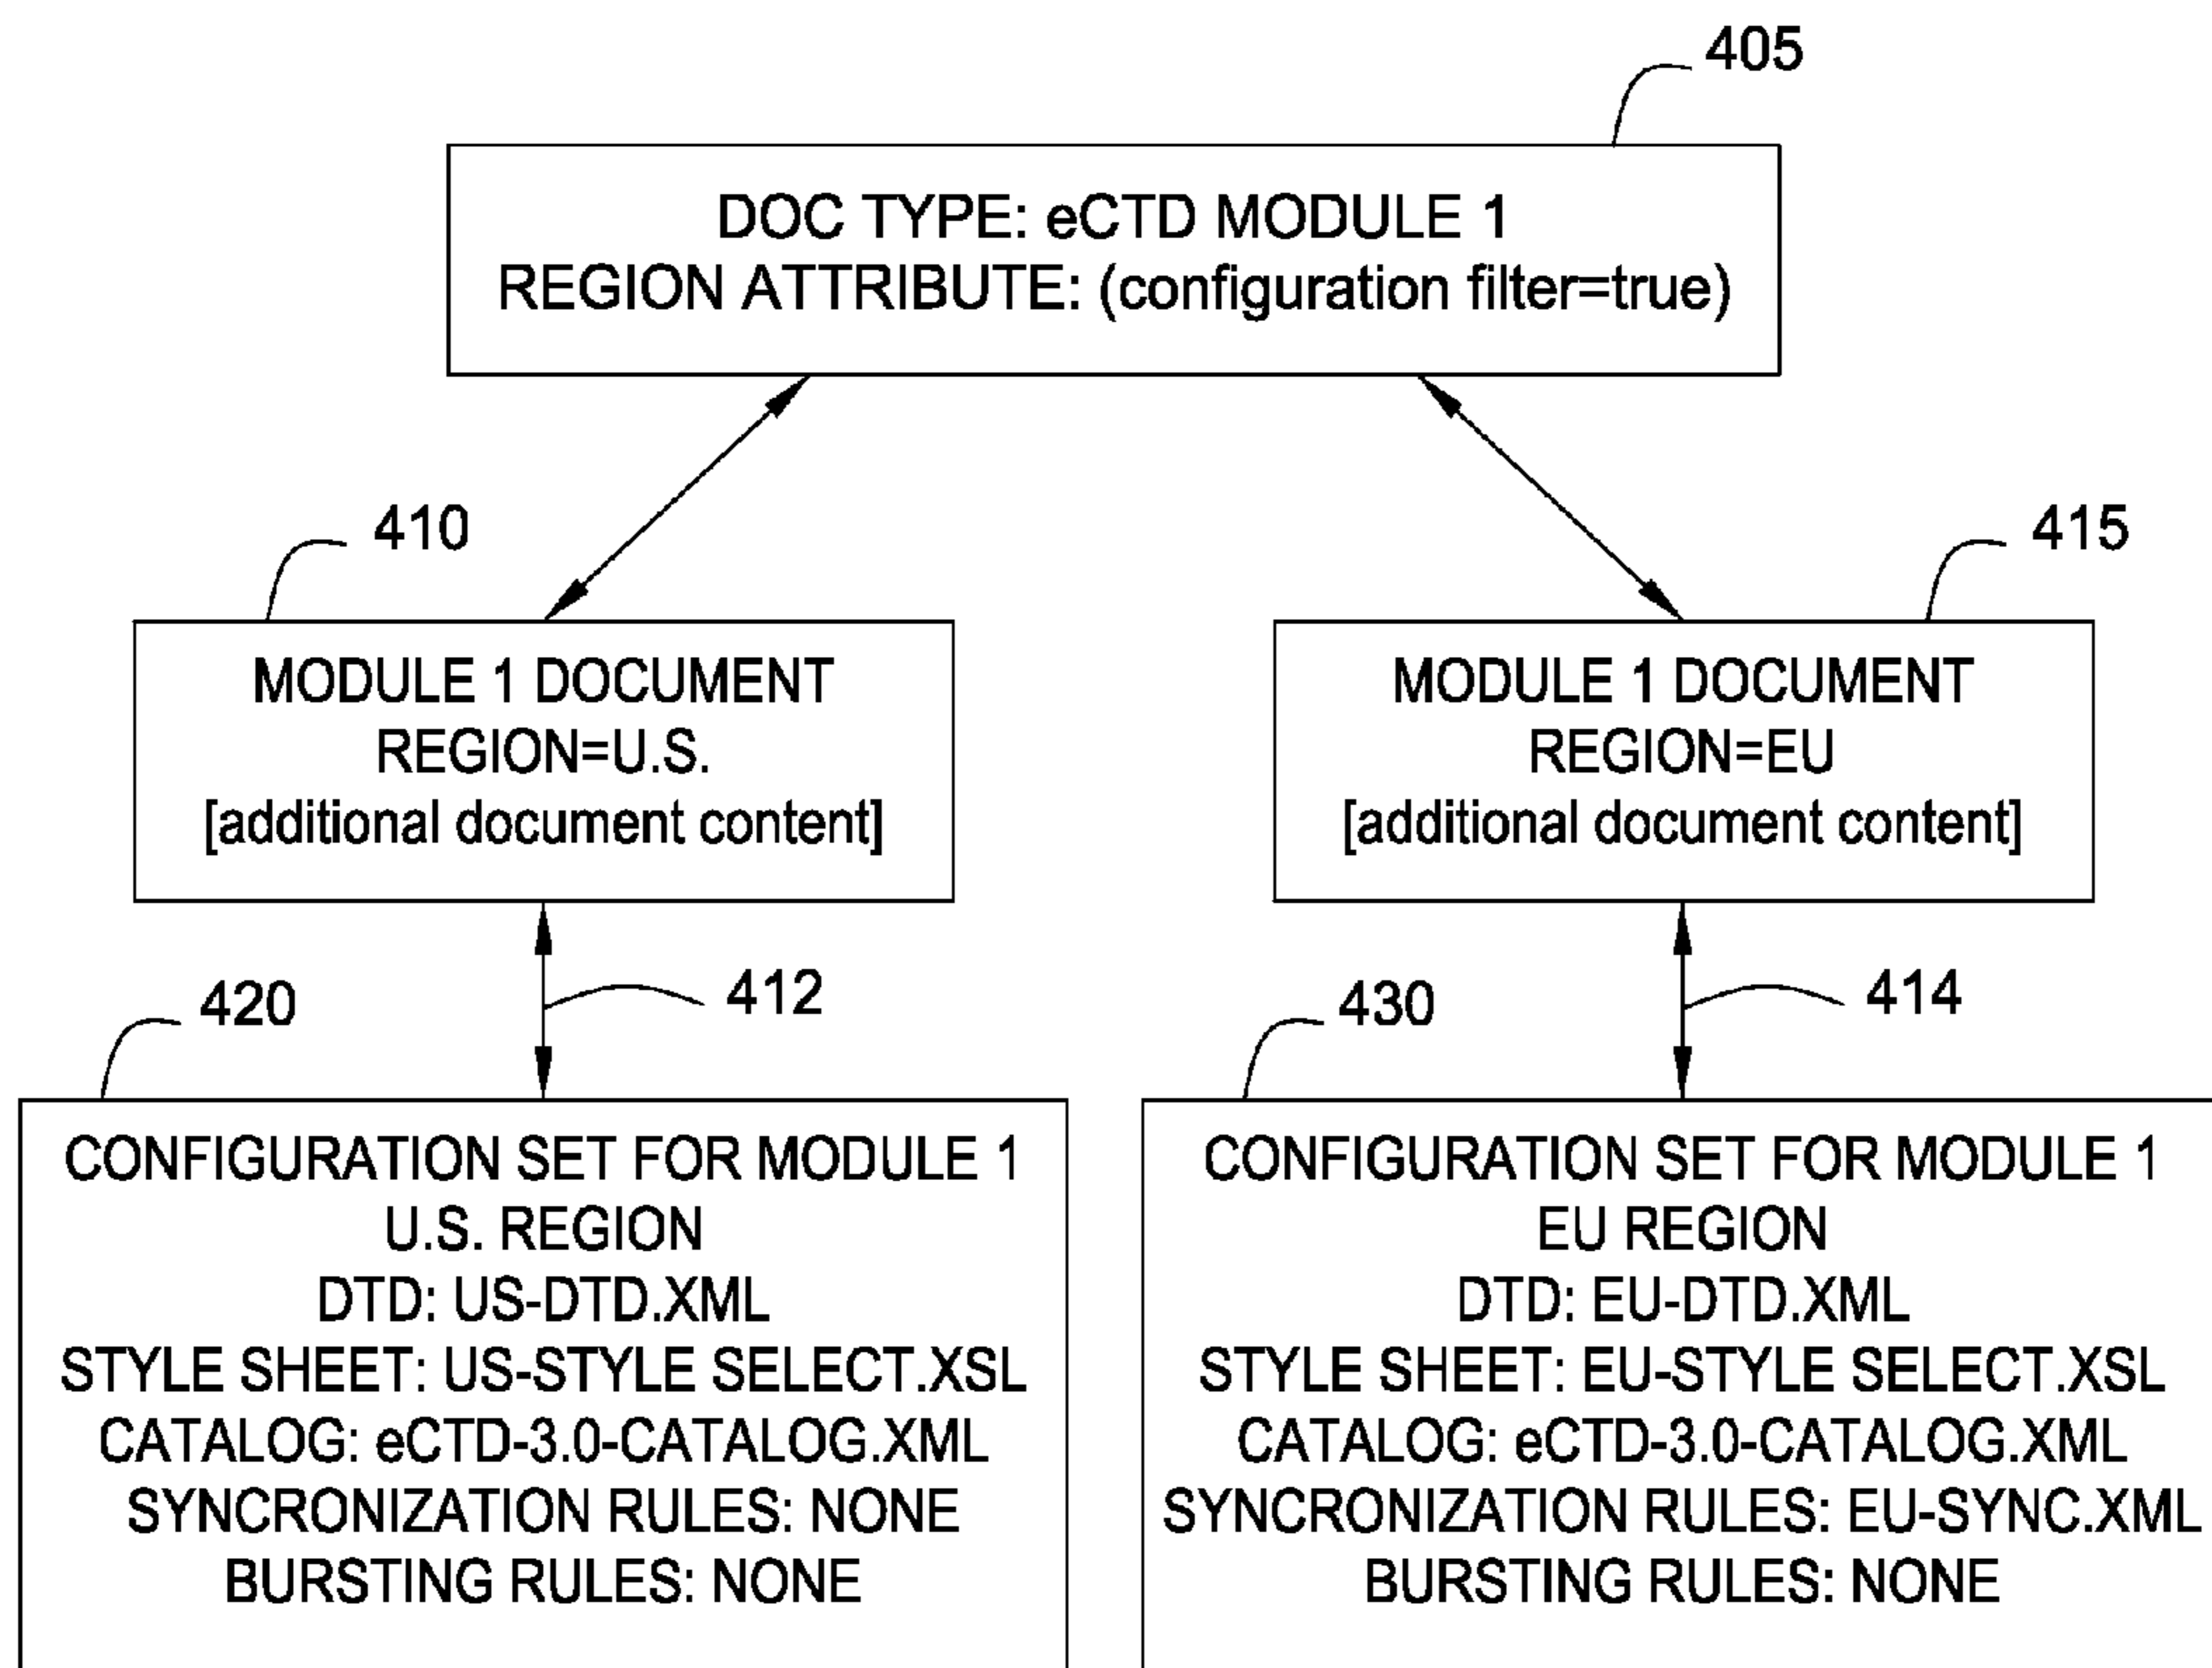 405
DOC TYPE: eCTD MODULE 1
REGION ATTRIBUTE: (configuration filter=true)
410
415
MODULE 1 DOCUMENT
REGION=U.S.
[additional document content]
MODULE 1 DOCUMENT
REGION=EU
[additional document content]
420
412
430
414
CONFIGURATION SET FOR MODULE 1
U.S. REGION
DTD: US-DTD.XML
STYLE SHEET: US-STYLE SELECT.XSL
CATALOG: eCTD-3.0-CATALOG.XML
SYNCRONIZATION RULES: NONE
BURSTING RULES: NONE
CONFIGURATION SET FOR MODULE 1
EU REGION
DTD: EU-DTD.XML
STYLE SHEET: EU-STYLE SELECT.XSL
CATALOG: eCTD-3.0-CATALOG.XML
SYNCRONIZATION RULES: EU-SYNC.XML
BURSTING RULES: NONE